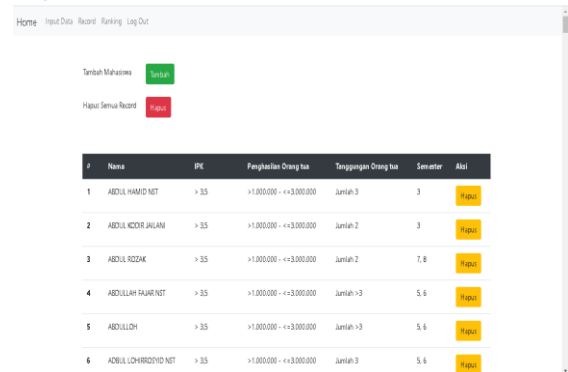 Home Input Data Record Ranking Log Out
Tambah Mahasiswa Tambah
Hapus Semua Record Hapus
# Nama IPK Penghasilan Orang tua Tanggungan Orang tua Semester Aksi
1 ABDUL HAMID NST > 3.5 >1.000.000 - <=3.000.000 Jumlah 3 3 Hapus
2 ABDUL KODIR JAILANI > 3.5 >1.000.000 - <=3.000.000 Jumlah 2 3 Hapus
3 ABDUL ROZAK > 3.5 >1.000.000 - <=3.000.000 Jumlah 2 7, 8 Hapus
4 ABDULLAH FAJAR NST > 3.5 >1.000.000 - <=3.000.000 Jumlah >3 5, 6 Hapus
5 ABDULLOH > 3.5 >1.000.000 - <=3.000.000 Jumlah >3 5, 6 Hapus
6 ADBUL LOHIRROSYID NST > 3.5 >1.000.000 - <=3.000.000 Jumlah 3 5, 6 Hapus